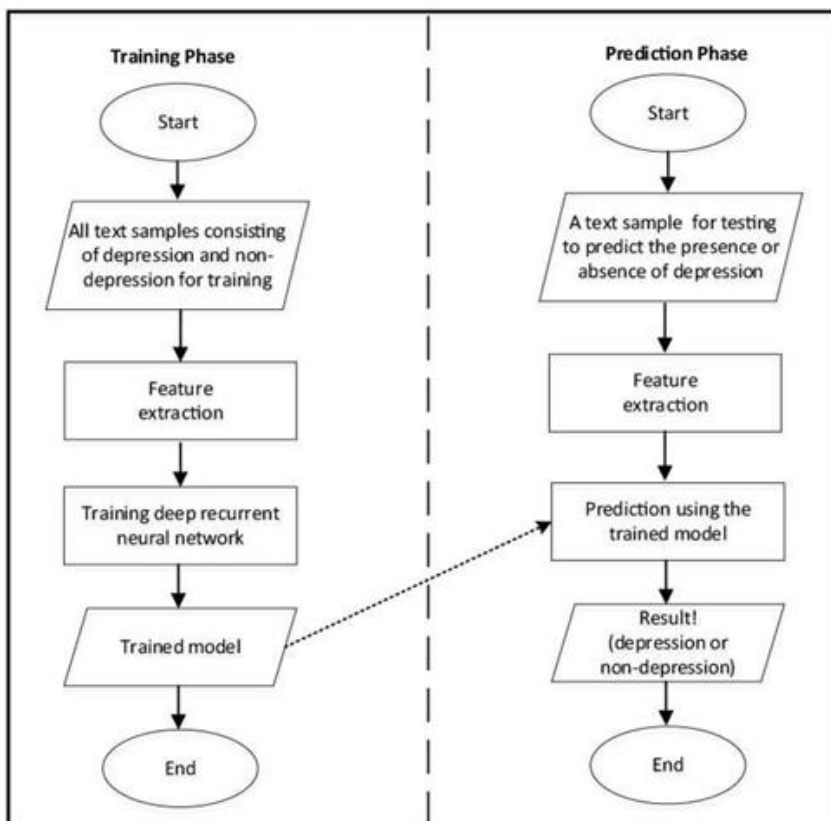 Training Phase
Start
All text samples consisting
of depression and non-
depression for training
Feature
extraction
Training deep recurrent
neural network
Trained model
End
Prediction Phase
Start
A text sample for testing
to predict the presence or
absence of depression
Feature
extraction
Prediction using the
trained model
Result!
(depression or
non-depression)
End